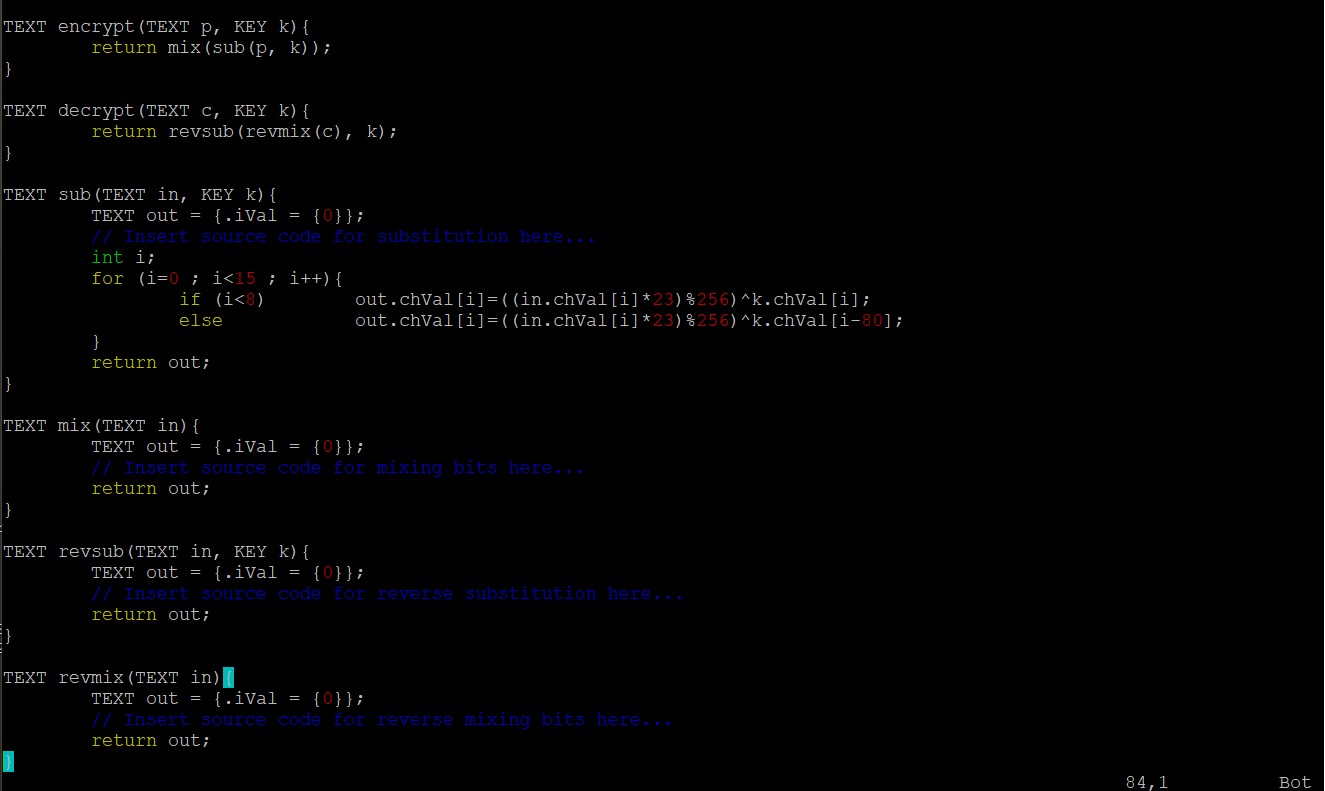 TEXT encrypt(TEXT p, KEY k){
        return mix(sub(p, k));
}

TEXT decrypt(TEXT c, KEY k){
        return revsub(revmix(c), k);
}

TEXT sub(TEXT in, KEY k){
        TEXT out = {.iVal = {0}};
        // Insert source code for substitution here...
        int i;
        for (i=0 ; i<15 ; i++){
                if (i<8)        out.chVal[i]=((in.chVal[i]*23)%256)^k.chVal[i];
                else            out.chVal[i]=((in.chVal[i]*23)%256)^k.chVal[i-80];
        }
        return out;
}

TEXT mix(TEXT in){
        TEXT out = {.iVal = {0}};
        // Insert source code for mixing bits here...
        return out;
}

TEXT revsub(TEXT in, KEY k){
        TEXT out = {.iVal = {0}};
        // Insert source code for reverse substitution here...
        return out;
}

TEXT revmix(TEXT in){
        TEXT out = {.iVal = {0}};
        // Insert source code for reverse mixing bits here...
        return out;
}
84,1          Bot